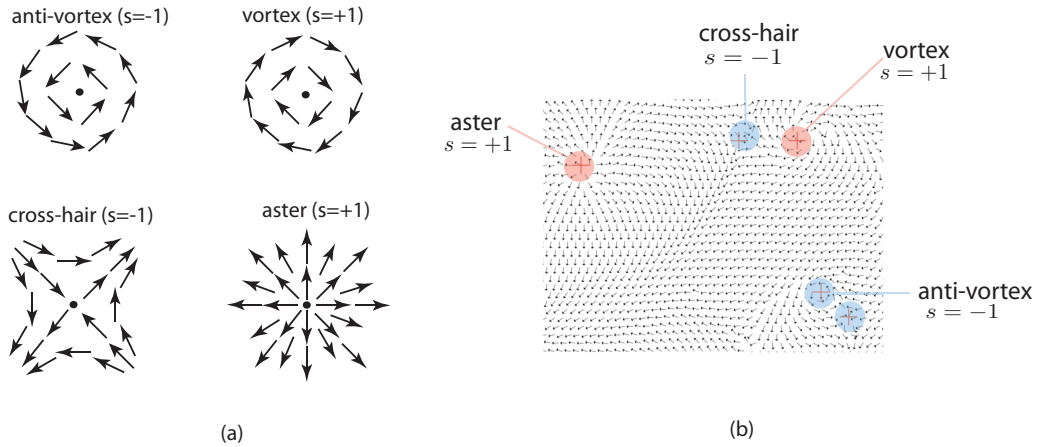 anti-vortex (s=-1)
vortex (s=+1)
cross-hair (s=-1)
aster (s=+1)
(a)
cross-hair
s = −1
vortex
s = +1
aster
s = +1
anti-vortex
s = −1
(b)